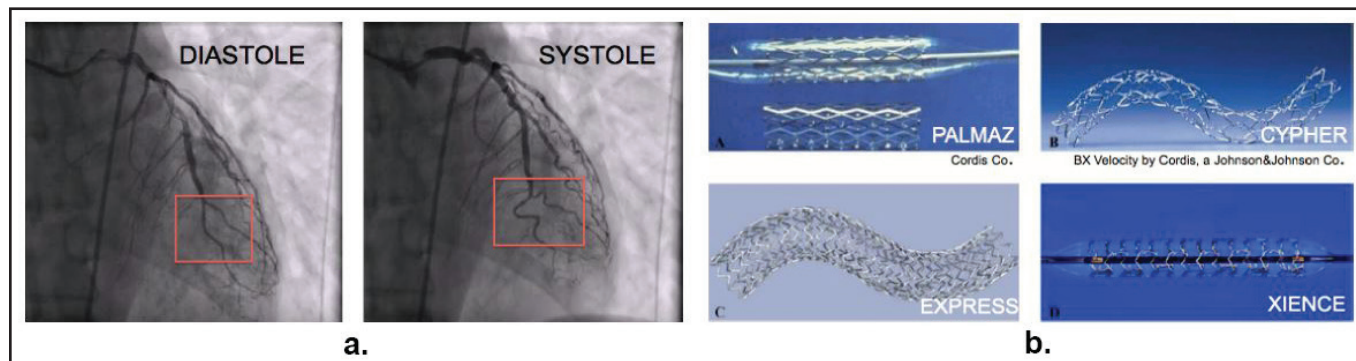 DIASTOLE
SYSTOLE
A
PALMAZ
Cordis Co.
B
CYPHER
BX Velocity by Cordis, a Johnson&Johnson Co.
C
EXPRESS
D
XIENCE
a.
b.